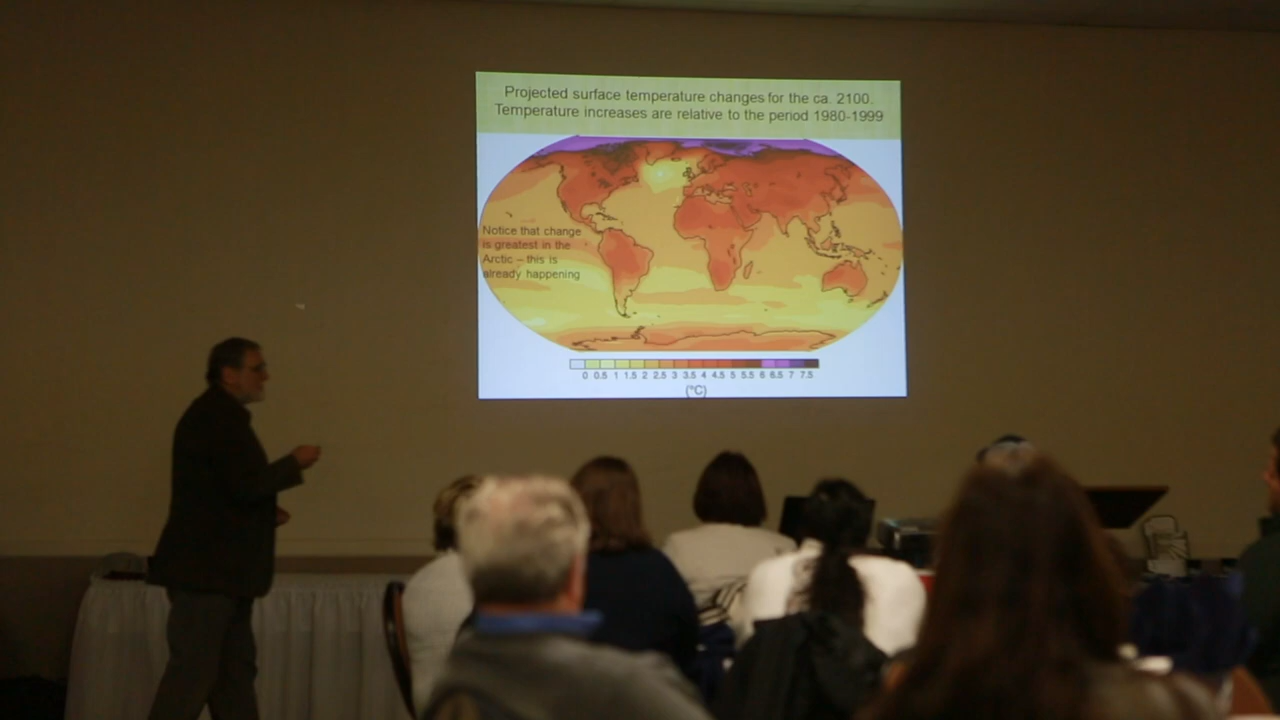 Projected surface temperature changes for the ca. 2100.
Temperature increases are relative to the period 1980-1999
Notice that change
is greatest in the
Arctic – this is
already happening
0 0.5 1 1.5 2 2.5 3 3.5 4 4.5 5 5.5 6 6.5 7 7.5
(°C)